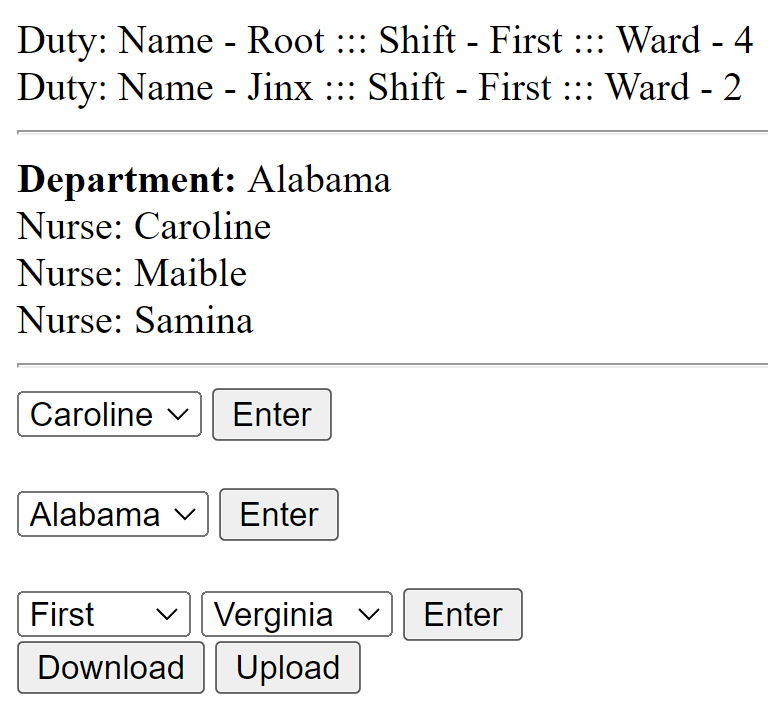 Duty: Name - Root ::: Shift - First ::: Ward - 4
Duty: Name - Jinx ::: Shift - First ::: Ward - 2
Department: Alabama
Nurse: Caroline
Nurse: Maible
Nurse: Samina
Caroline Enter
Alabama Enter
First Verginia Enter
Download Upload